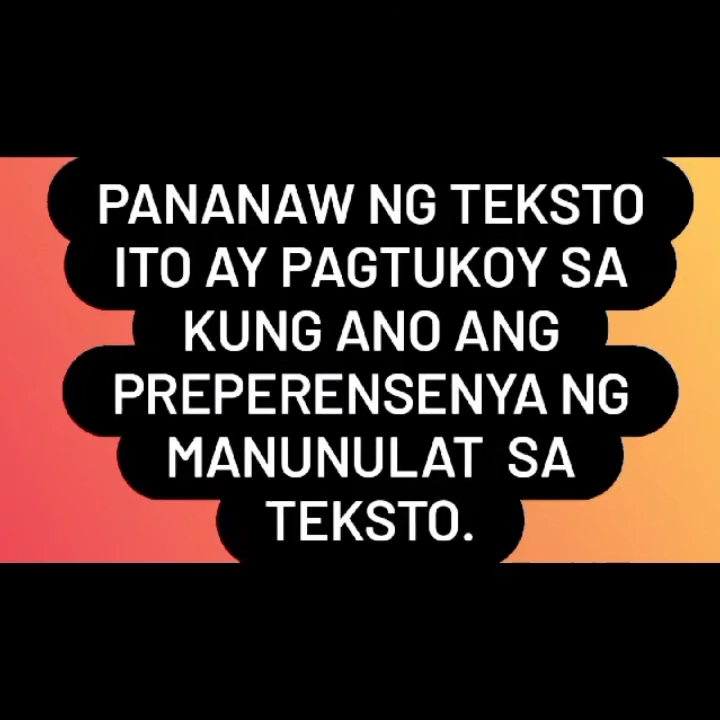 PANANAW NG TEKSTO
ITO AY PAGTUKOY SA
KUNG ANO ANG
PREPERENSENYA NG
MANUNULAT SA
TEKSTO.